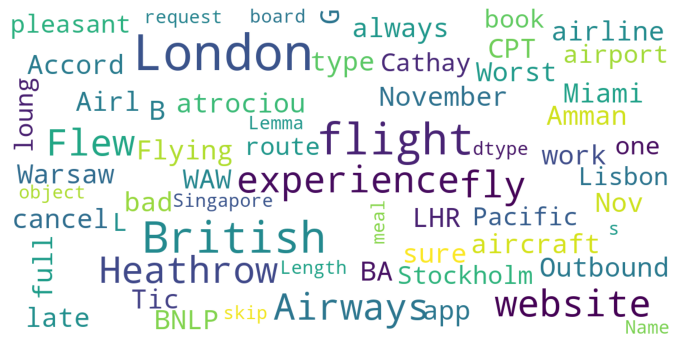 pleasant request board G always book airline
London type Cathay CPT airport
Accord Worst
loung Airl B atrociou November Miami
Lemma Amman
Flew Flying route flight dtype work one
Warsaw WAW experience fly Lisbon
object bad Singapore Nov
cancel L British meal LHR Pacific s
full sure aircraft
Heathrow Length BA Stockholm Outbound
Tic Airways app website
late BNLP skip Name